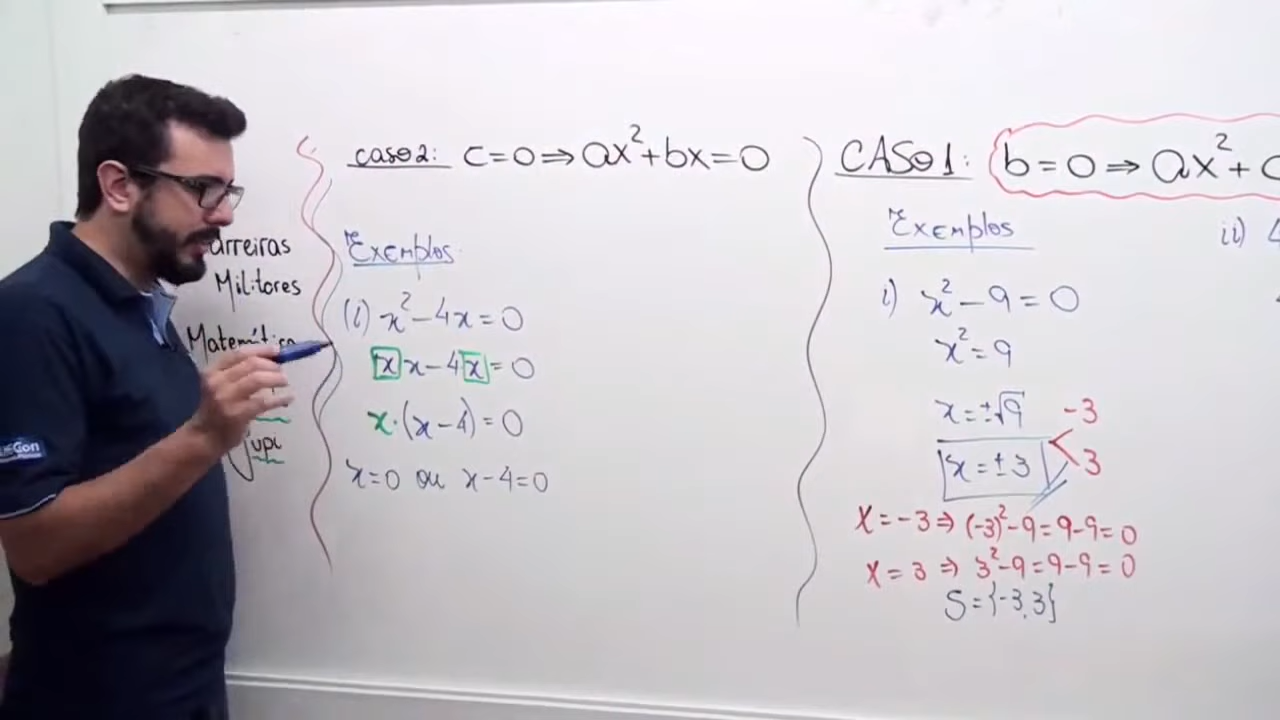 Carreiras
Militares
Matemática
caso 2: c=0⇒ax²+bx=0
Exemplos
(i) x²-4x=0
x x-4x=0
x·(x-4)=0
x=0 ou x-4=0
CASO 1: b=0⇒ax²+
Exemplos
i) x²-9=0
x²=9
x=±√9
x=±3
-3
3
x=-3⇒(-3)²-9=9-9=0
x=3⇒3²-9=9-9=0
S={-3,3}
ii)